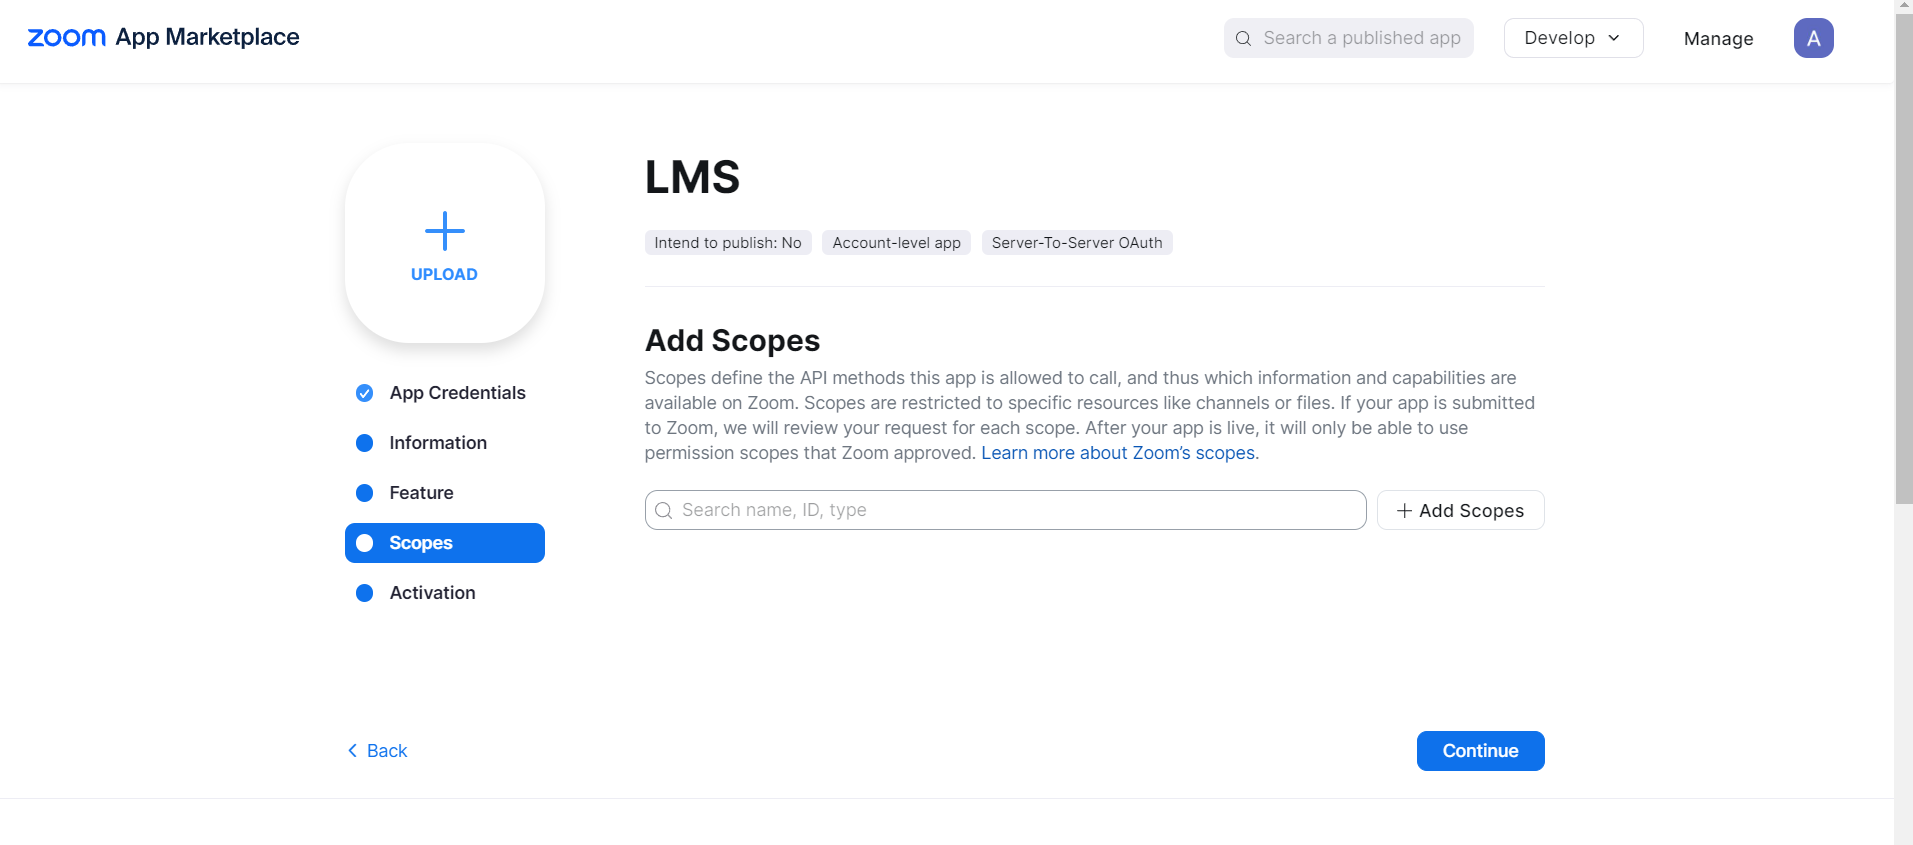 zoom App Marketplace
Search a published app
Develop
Manage
A
UPLOAD
App Credentials
Information
Feature
Scopes
Activation
LMS
Intend to publish: No
Account-level app
Server-To-Server OAuth
Add Scopes
Scopes define the API methods this app is allowed to call, and thus which information and capabilities are
available on Zoom. Scopes are restricted to specific resources like channels or files. If your app is submitted
to Zoom, we will review your request for each scope. After your app is live, it will only be able to use
permission scopes that Zoom approved. Learn more about Zoom’s scopes.
Search name, ID, type
Add Scopes
Back
Continue